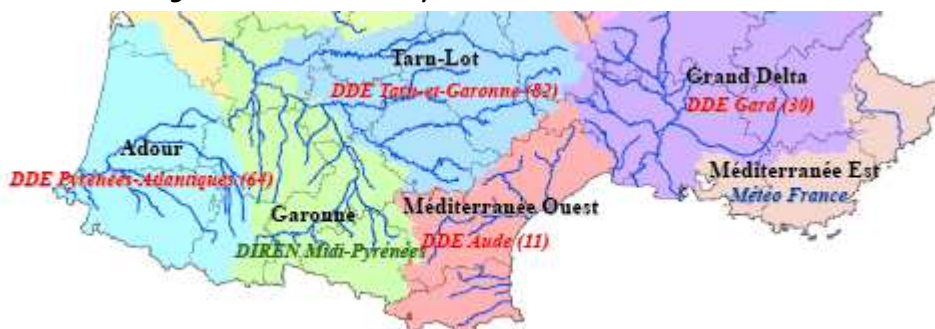 Tarn-Lot
DDE Tarn-et-Garonne (82)
Grand Delta
DDE Gard (30)
Adour
DDE Pyrénées-Atlantiques (64)
Méditerranée Est
Météo France
Garonne
DIREN Midi-Pyrénées
Méditerranée Ouest
DDE Aude (11)